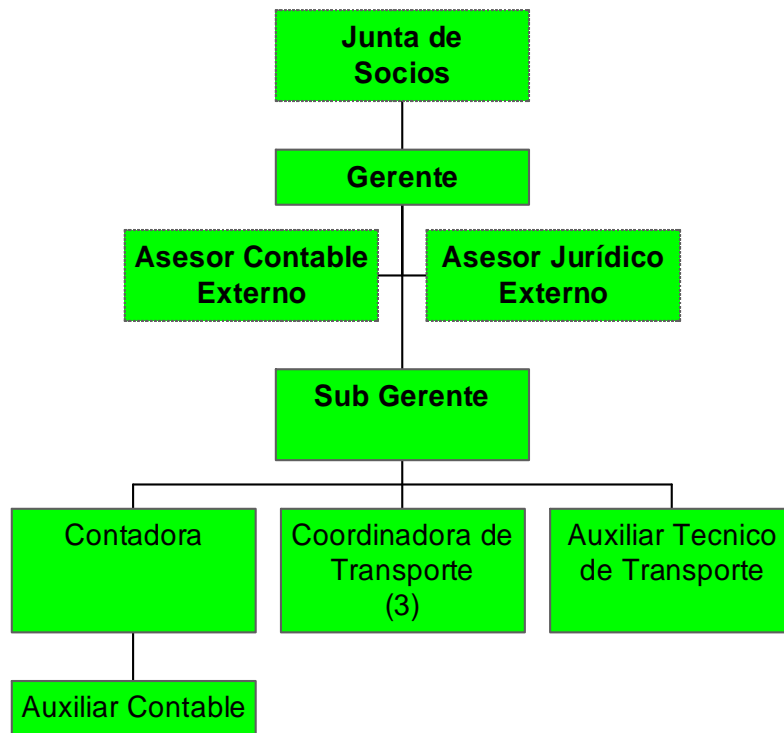 Junta de
Socios
Gerente
Asesor Contable
Externo
Asesor Jurídico
Externo
Sub Gerente
Contadora
Coordinadora de
Transporte
(3)
Auxiliar Tecnico
de Transporte
Auxiliar Contable